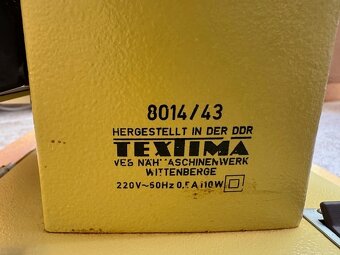 8014/43
HERGESTELLT IN DER DDR
TEXTIMA
VEB NÄHMASCHINENWERK
WITTENBERGE
220V~50Hz 0,5A 110W